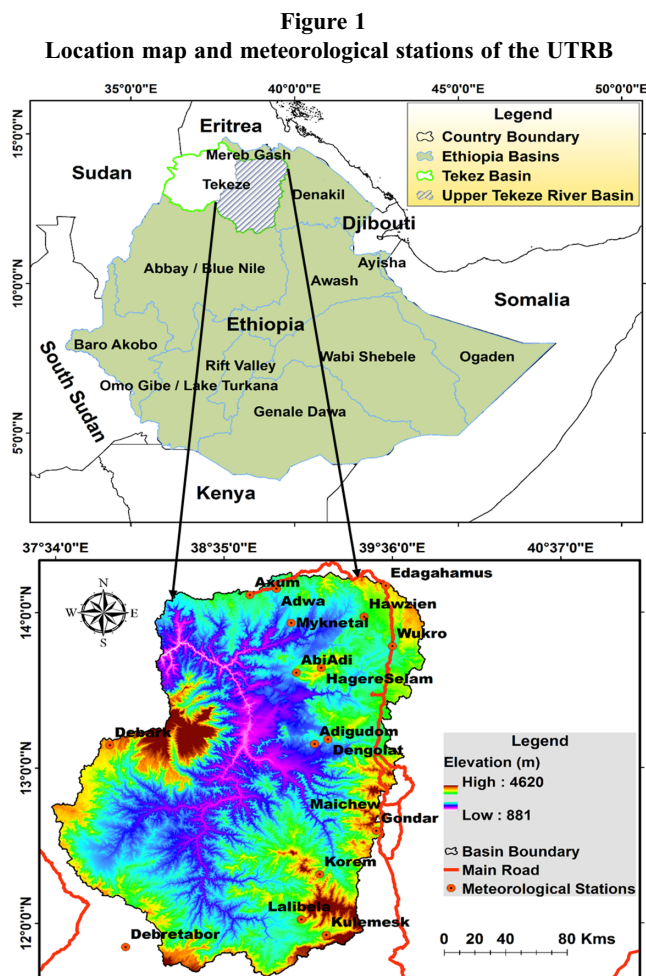 Figure 1
Location map and meteorological stations of the UTRB
35°0'0"E 40°0'0"E 45°0'0"E 50°0'0"E
15°0'0"N
10°0'0"N
5°0'0"N
Legend
Country Boundary
Ethiopia Basins
Tekez Basin
Upper Tekeze River Basin
Eritrea
Mereb Gash
Sudan
Tekeze
Denakil
Djibouti
Ayisha
Abbay / Blue Nile
Awash
Somalia
Ethiopia
Baro Akobo
Rift Valley
Wabi Shebele
Ogaden
Omo Gibe / Lake Turkana
South Sudan
Genale Dawa
Kenya
37°34'0"E 38°35'0"E 39°36'0"E 40°37'0"E
14°0'0"N
13°0'0"N
12°0'0"N
N
W E
S
Edagahamus
Axum
Adwa
Hawzien
Myknetal
Wukro
AbiAdi
HagereSelam
Debark
Adigudom
Dengolat
Maichew
Gondar
Korem
Lalibela
Kulemesk
Debretabor
Legend
Elevation (m)
High : 4620
Low : 881
Basin Boundary
Main Road
Meteorological Stations
0 20 40 80 Kms